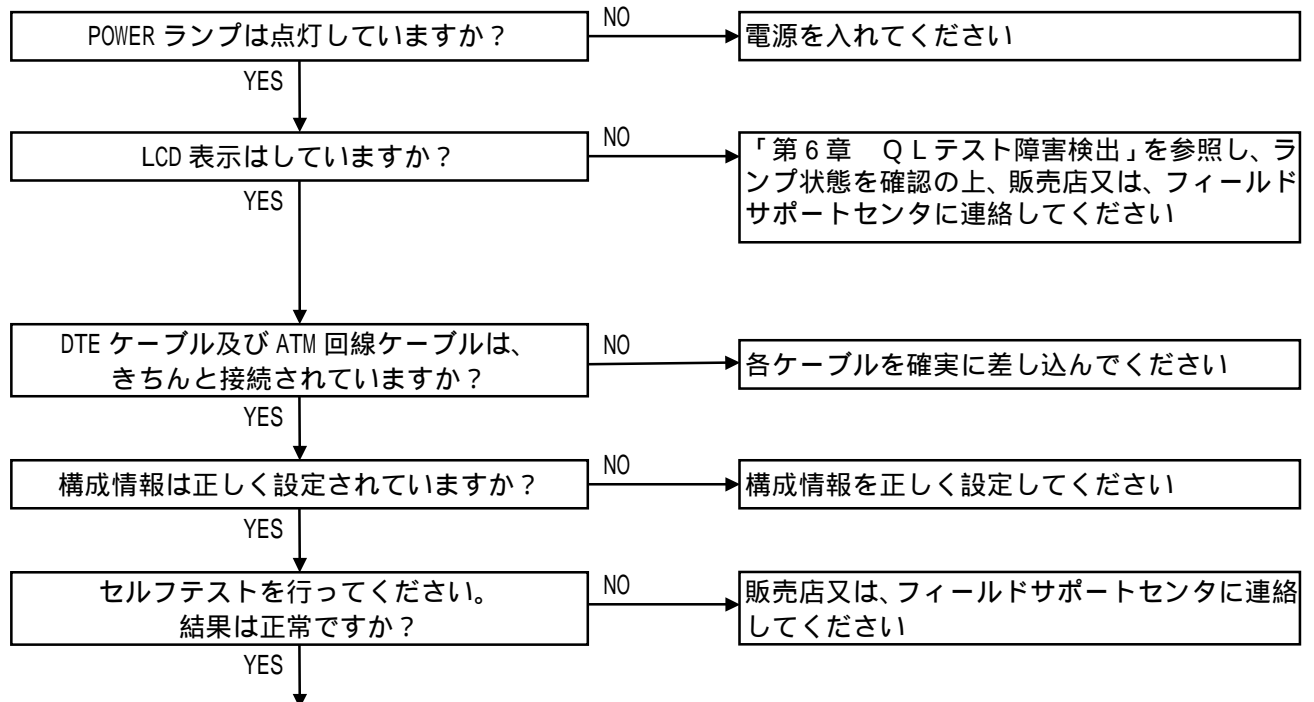 POWER ランプは点灯していますか？
NO
電源を入れてください
YES
LCD 表示はしていますか？
NO
「第６章　ＱＬテスト障害検出」を参照し、ラ
ンプ状態を確認の上、販売店又は、フィールド
サポートセンタに連絡してください
YES
DTE ケーブル及び ATM 回線ケーブルは、
きちんと接続されていますか？
NO
各ケーブルを確実に差し込んでください
YES
構成情報は正しく設定されていますか？
NO
構成情報を正しく設定してください
YES
セルフテストを行ってください。
結果は正常ですか？
NO
販売店又は、フィールドサポートセンタに連絡
してください
YES